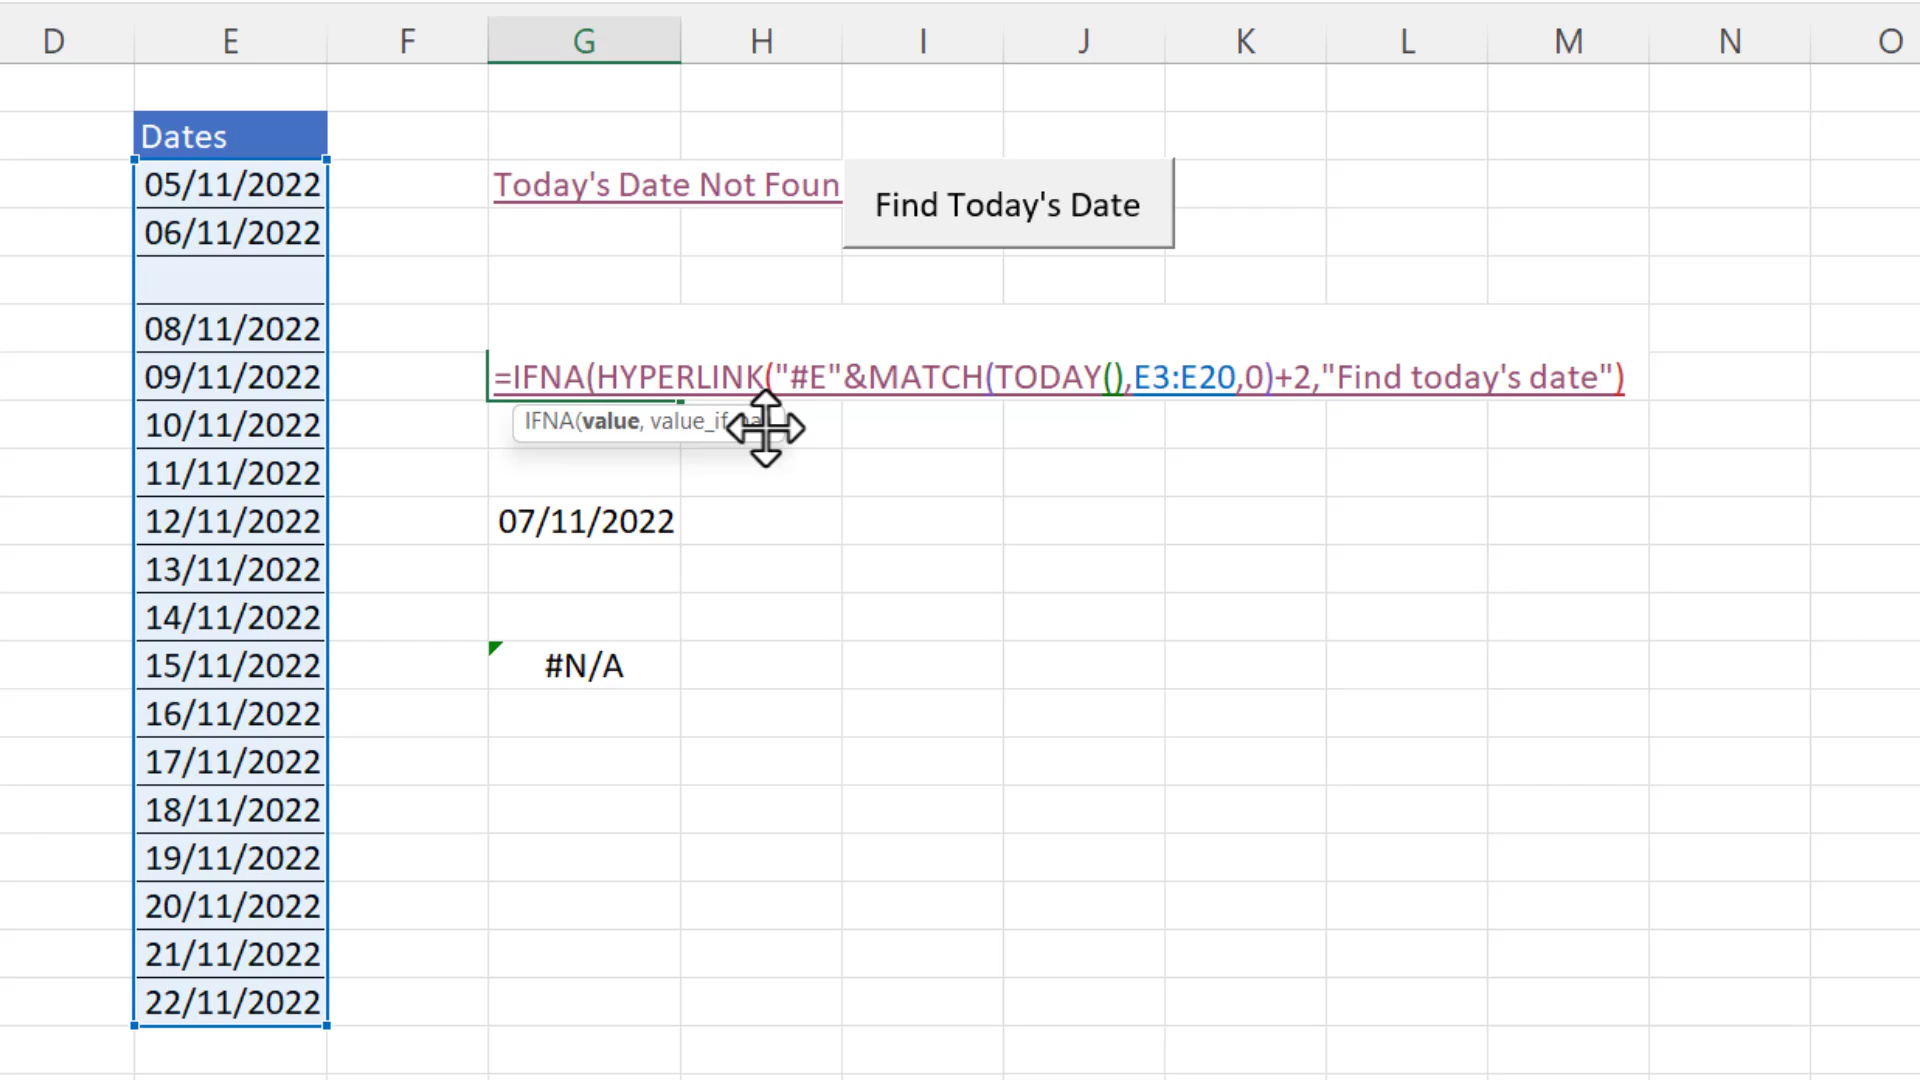 D E F G H I J K L M N O
Dates
05/11/2022 Today's Date Not Foun Find Today's Date
06/11/2022
08/11/2022
09/11/2022 =IFNA(HYPERLINK("#E"&MATCH(TODAY(),E3:E20,0)+2,"Find today's date")
IFNA(value, value_if_na)
10/11/2022
11/11/2022
12/11/2022 07/11/2022
13/11/2022
14/11/2022
15/11/2022 #N/A
16/11/2022
17/11/2022
18/11/2022
19/11/2022
20/11/2022
21/11/2022
22/11/2022